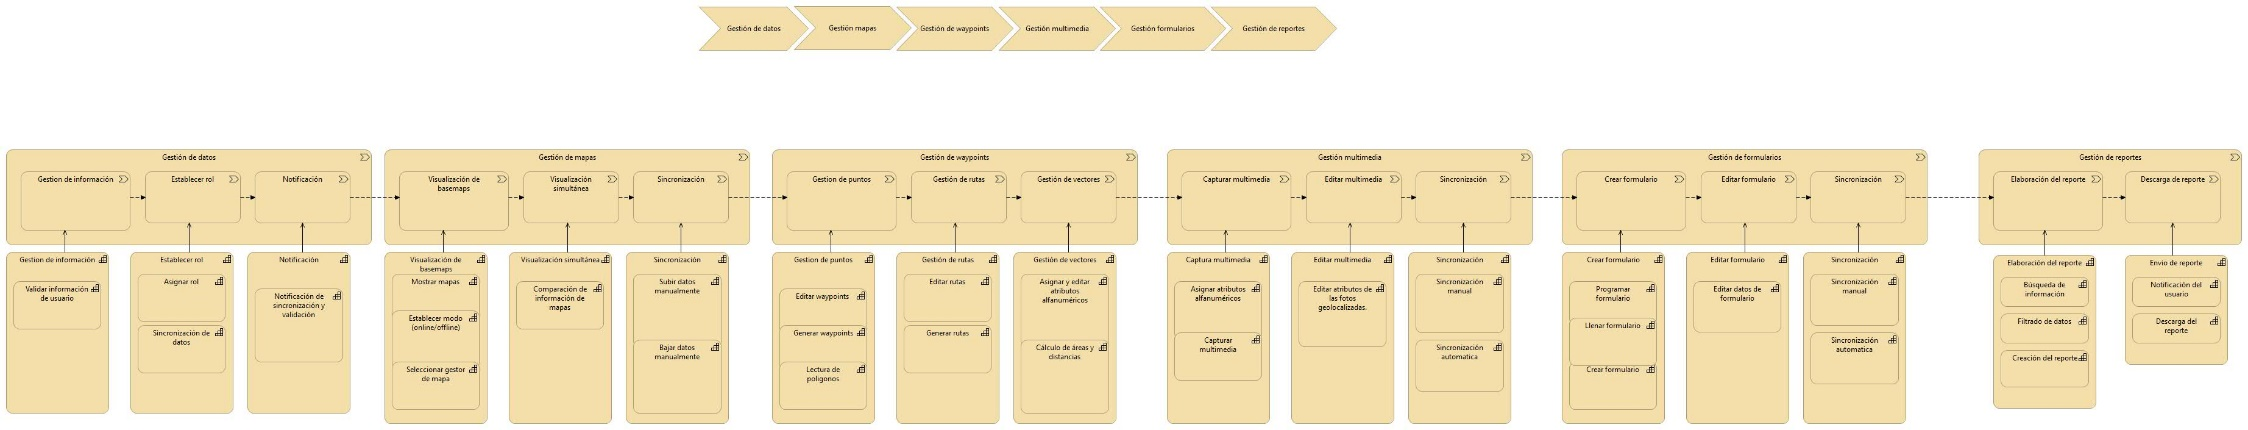 Gestión de datos
Gestión mapas
Gestión de waypoints
Gestión multimedia
Gestión formularios
Gestión de reportes
Gestión de datos
Gestion de información
Establecer rol
Notificación
Gestión de mapas
Visualización de
basemaps
Visualización
simultánea
Sincronización
Gestión de waypoints
Gestion de puntos
Gestión de rutas
Gestión de vectores
Gestión multimedia
Capturar multimedia
Editar multimedia
Sincronización
Gestión de formularios
Crear formulario
Editar formulario
Sincronización
Gestión de reportes
Elaboración del reporte
Descarga de reporte
Gestion de información
Validar información
de usuario
Establecer rol
Asignar rol
Sincronización de
datos
Notificación
Notificación de
sincronización y
validación
Visualización de
basemaps
Mostrar mapas
Establecer modo
(online/offline)
Seleccionar gestor
de mapa
Visualización simultánea
Comparación de
información de
mapas
Sincronización
Subir datos
manualmente
Bajar datos
manualmente
Gestion de puntos
Editar waypoints
Generar waypoints
Lectura de
poligonos
Gestión de rutas
Editar rutas
Generar rutas
Gestión de vectores
Asignar y editar
atributos
alfanuméricos
Cálculo de áreas y
distancias
Captura multimedia
Asignar atributos
alfanuméricos
Capturar
multimedia
Editar multimedia
Editar atributos de
las fotos
geolocalizadas.
Sincronización
Sincronización
manual
Sincronización
automatica
Crear formulario
Programar
formulario
Llenar formulario
Crear formulario
Editar formulario
Editar datos de
formulario
Sincronización
Sincronización
manual
Sincronización
automatica
Elaboración del reporte
Búsqueda de
información
Filtrado de datos
Creación del reporte
Envio de reporte
Notificación del
usuario
Descarga del
reporte